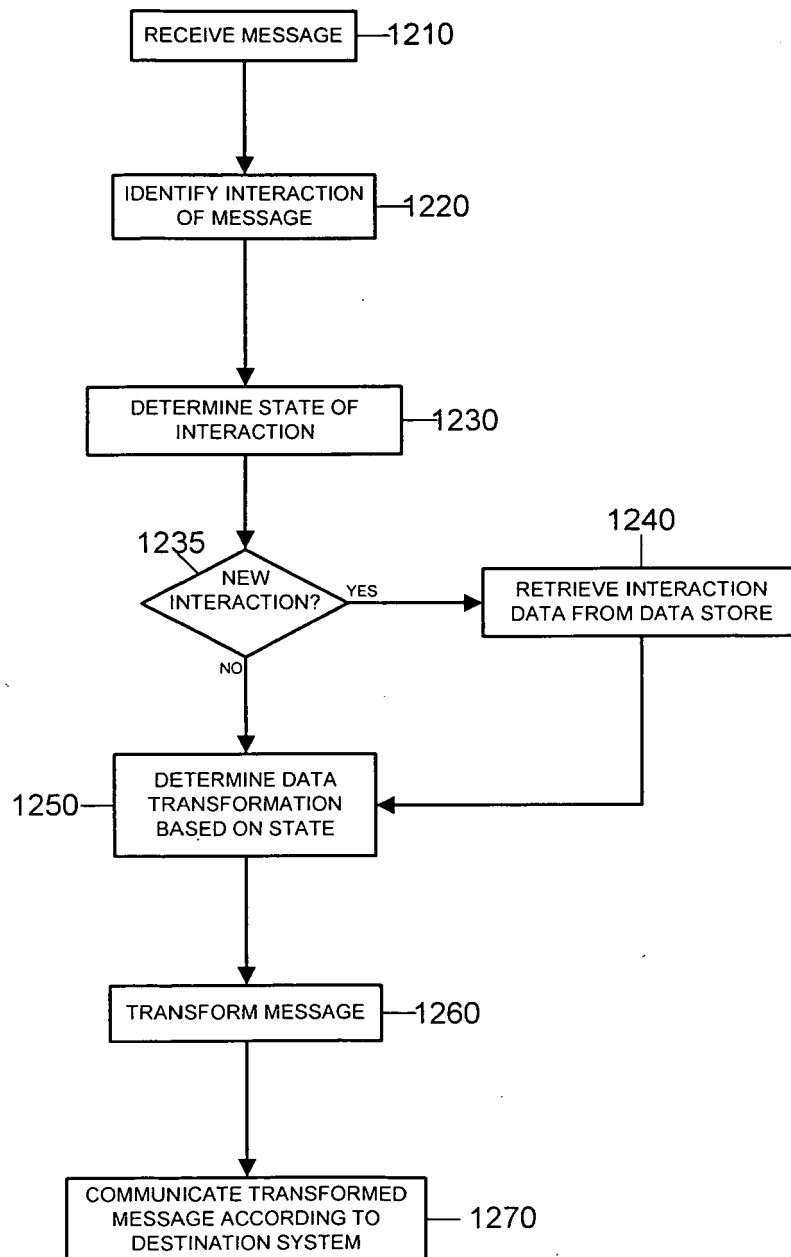 RECEIVE MESSAGE
1210
IDENTIFY INTERACTION
OF MESSAGE
1220
DETERMINE STATE OF
INTERACTION
1230
1235
NEW
INTERACTION?
YES
NO
1240
RETRIEVE INTERACTION
DATA FROM DATA STORE
1250
DETERMINE DATA
TRANSFORMATION
BASED ON STATE
TRANSFORM MESSAGE
1260
COMMUNICATE TRANSFORMED
MESSAGE ACCORDING TO
DESTINATION SYSTEM
1270